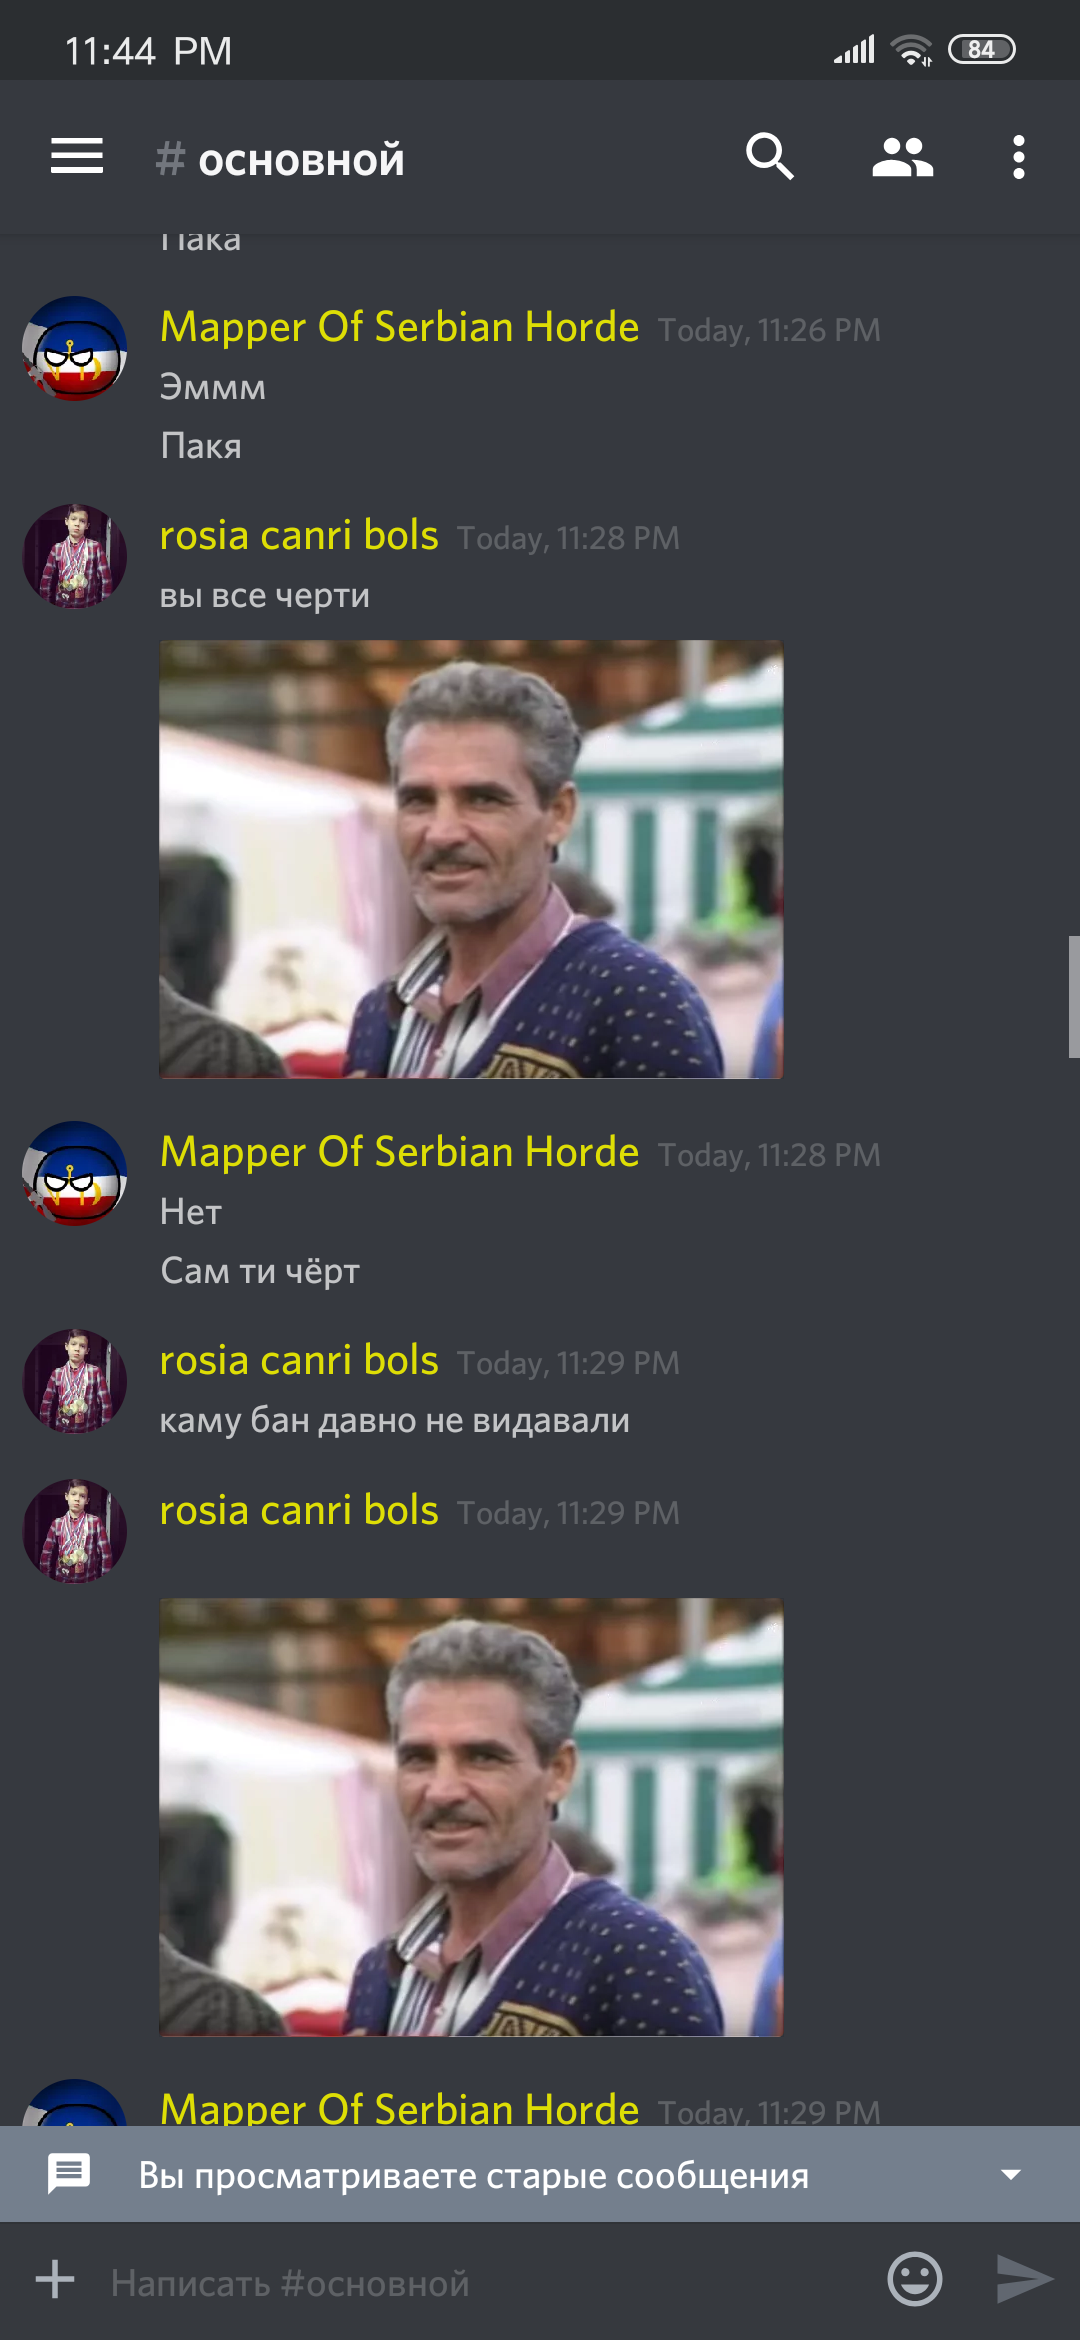 11:44 PM
84
# основной
Пака
Mapper Of Serbian Horde Today, 11:26 PM
Эммм
Пакя
rosia canri bols Today, 11:28 PM
вы все черти
Mapper Of Serbian Horde Today, 11:28 PM
Нет
Сам ти чёрт
rosia canri bols Today, 11:29 PM
каму бан давно не видавали
rosia canri bols Today, 11:29 PM
Mapper Of Serbian Horde Today, 11:29 PM
Вы просматриваете старые сообщения
Написать #основной